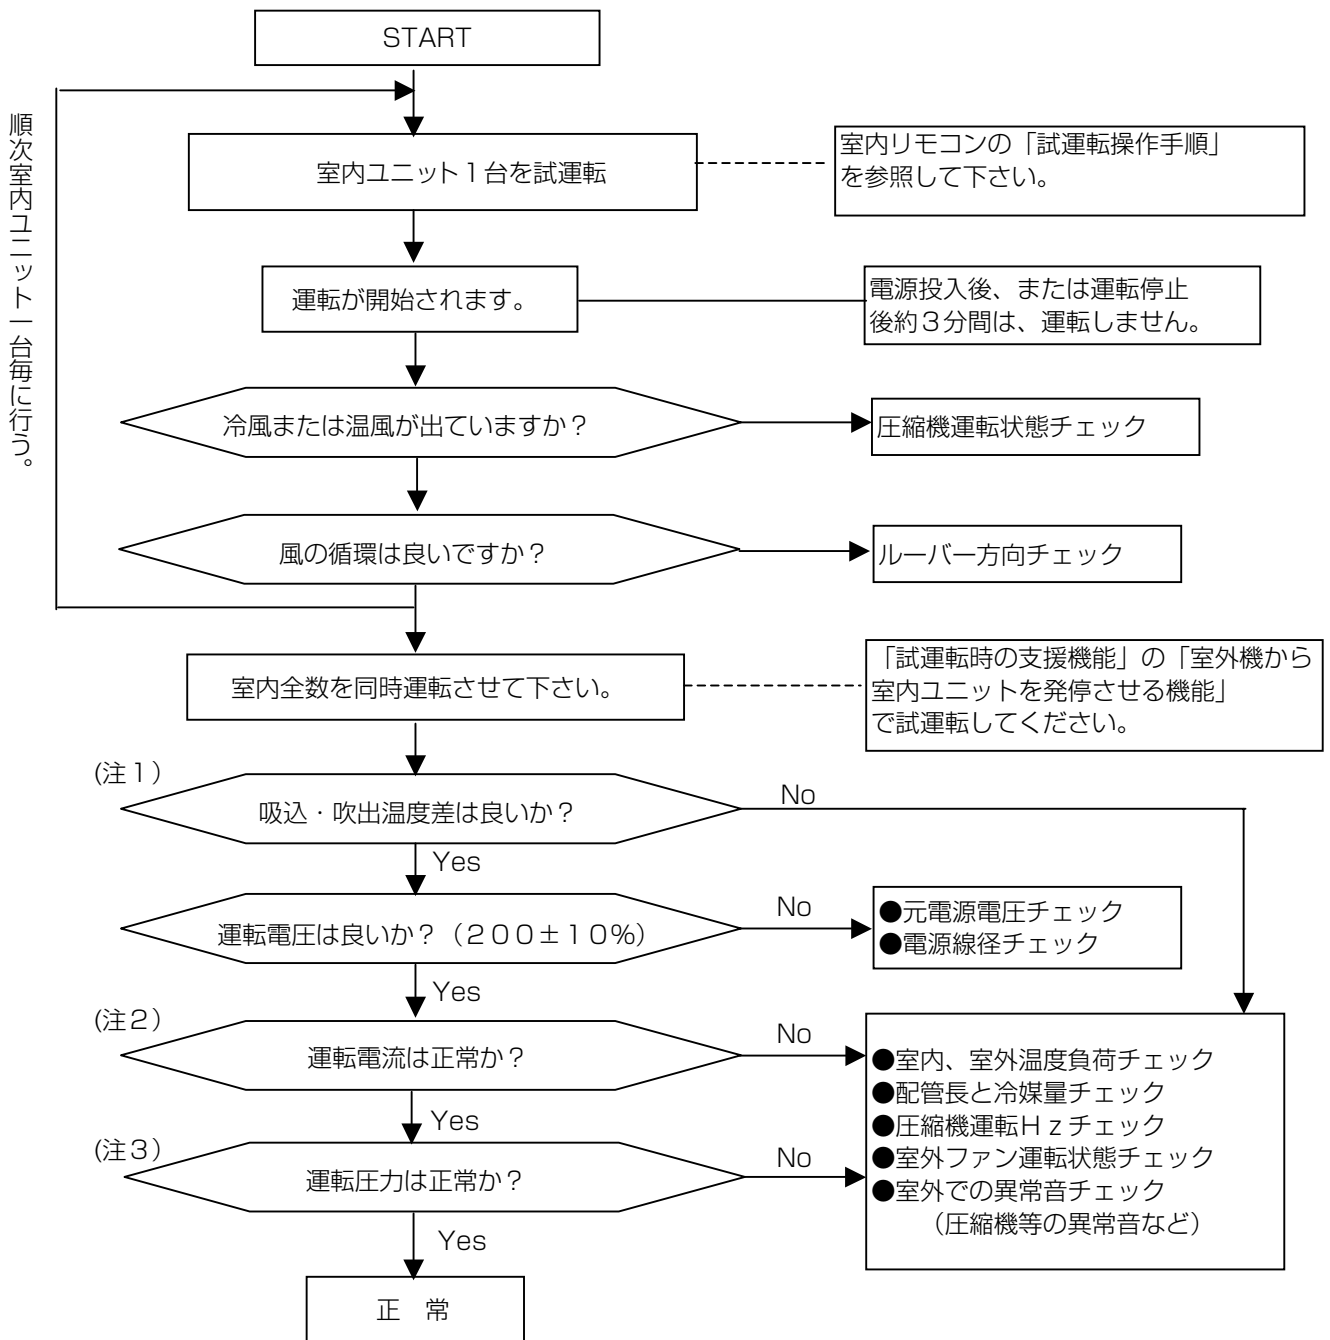 START
順次室内ユニット一台毎に行う。
室内ユニット１台を試運転
室内リモコンの「試運転操作手順」
を参照して下さい。
運転が開始されます。
電源投入後、または運転停止
後約３分間は、運転しません。
冷風または温風が出ていますか？
圧縮機運転状態チェック
風の循環は良いですか？
ルーバー方向チェック
室内全数を同時運転させて下さい。
「試運転時の支援機能」の「室外機から
室内ユニットを発停させる機能」
で試運転してください。
(注１)
吸込・吹出温度差は良いか？
No
Yes
運転電圧は良いか？（２００±１０％）
No
●元電源電圧チェック
●電源線径チェック
Yes
(注２)
運転電流は正常か？
No
●室内、室外温度負荷チェック
●配管長と冷媒量チェック
●圧縮機運転Ｈｚチェック
●室外ファン運転状態チェック
●室外での異常音チェック
（圧縮機等の異常音など）
Yes
(注３)
運転圧力は正常か？
No
Yes
正　常